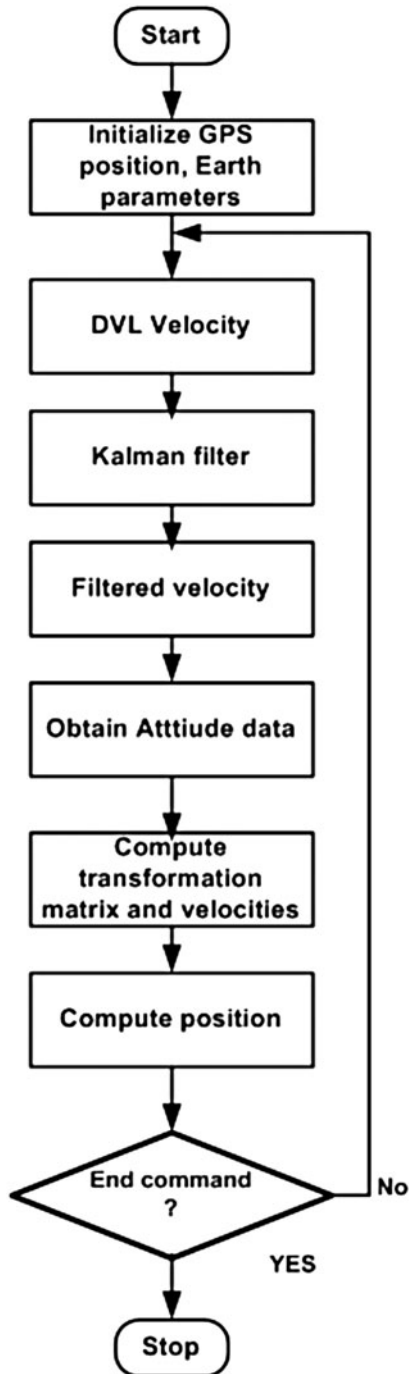 Start
Initialize GPS
position, Earth
parameters
DVL Velocity
Kalman filter
Filtered velocity
Obtain Atttiude data
Compute
transformation
matrix and velocities
Compute position
End command
?
No
YES
Stop